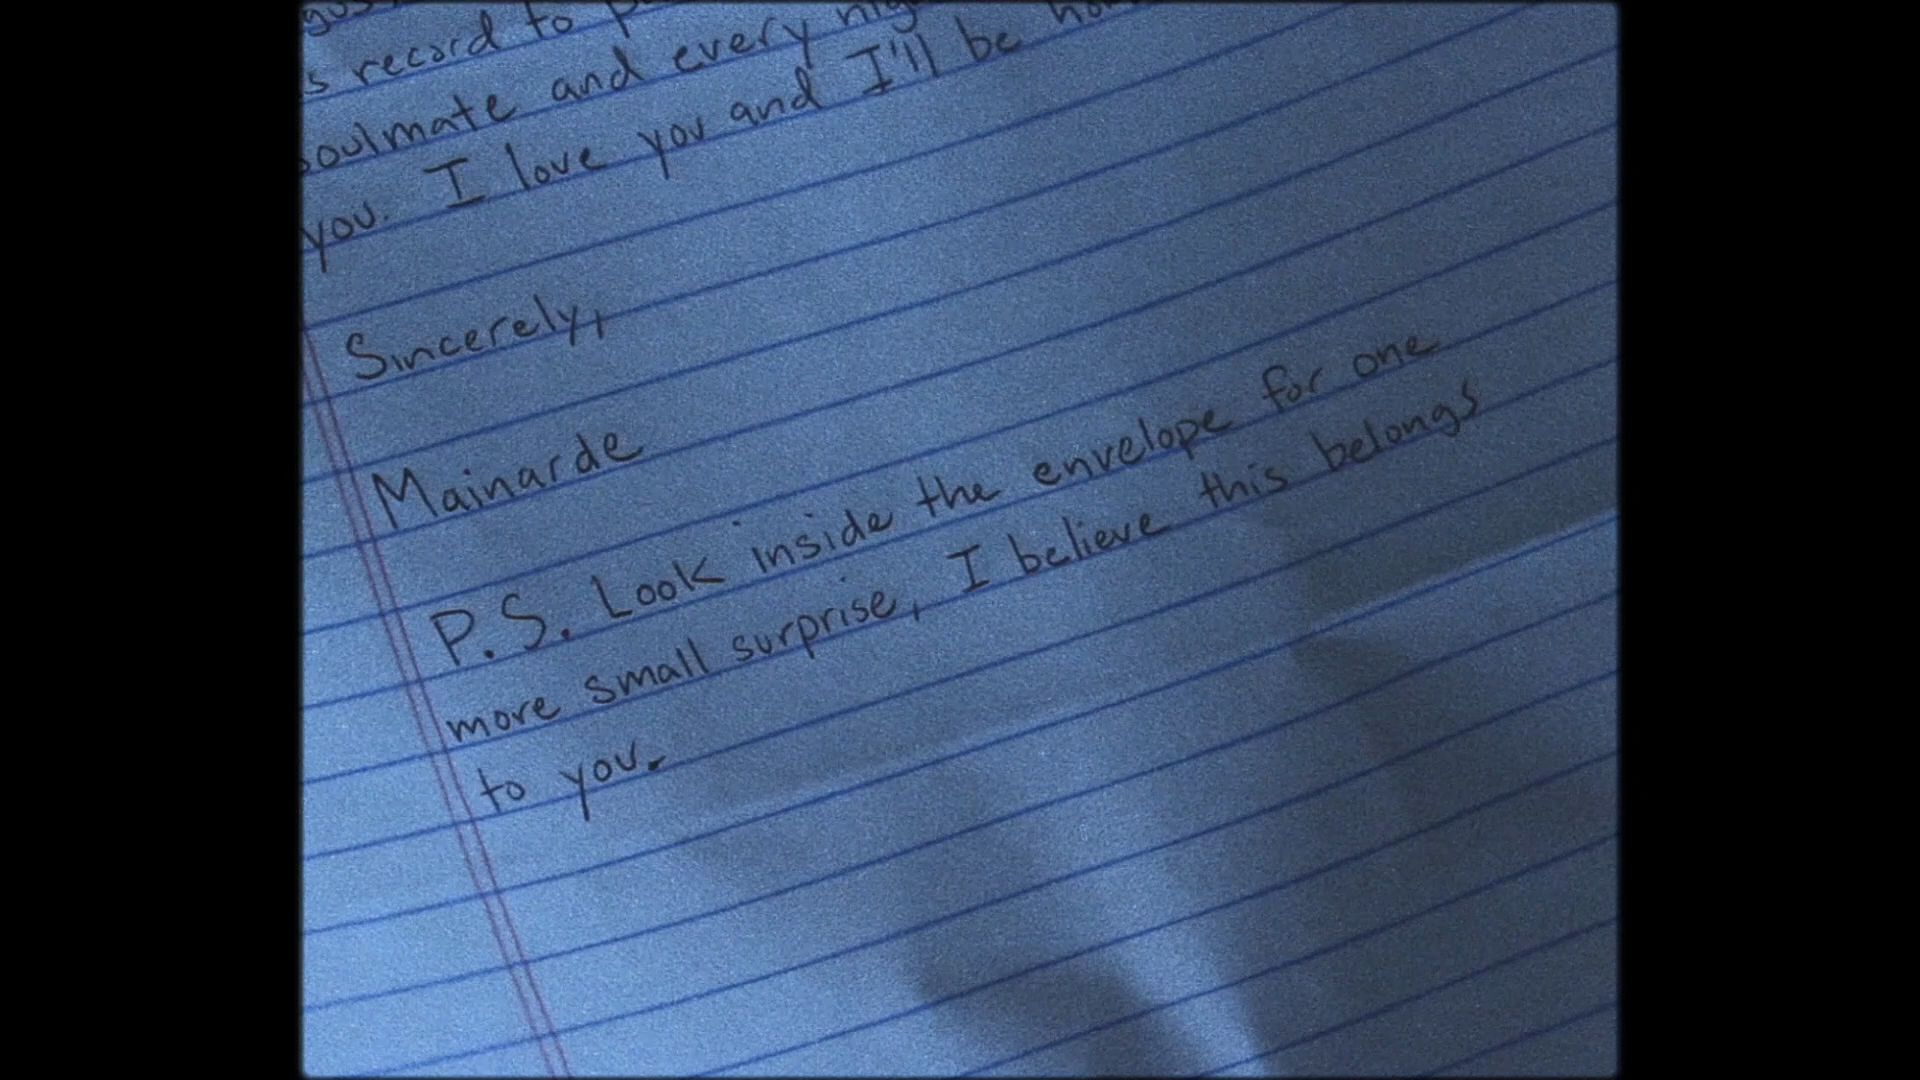 s record to
soulmate and every
you. I love you and I'll be
Sincerely,
Mainarde
P.S. Look inside the envelope for one
more small surprise, I believe this belongs
to you.